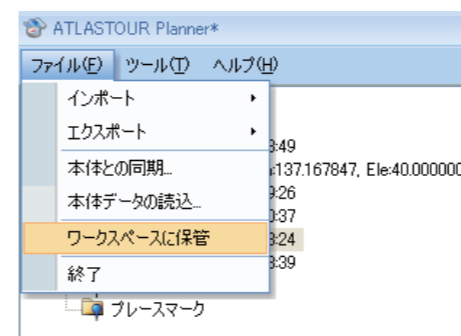 ATLASTOUR Planner*
ファイル(F) ツール(T) ヘルプ(H)
インポート
エクスポート
3:49
本体との同期...
:137.167847, Ele:40.000000
9:26
本体データの読込...
0:37
ワークスペースに保管
3:24
3:39
終了
プレースマーク